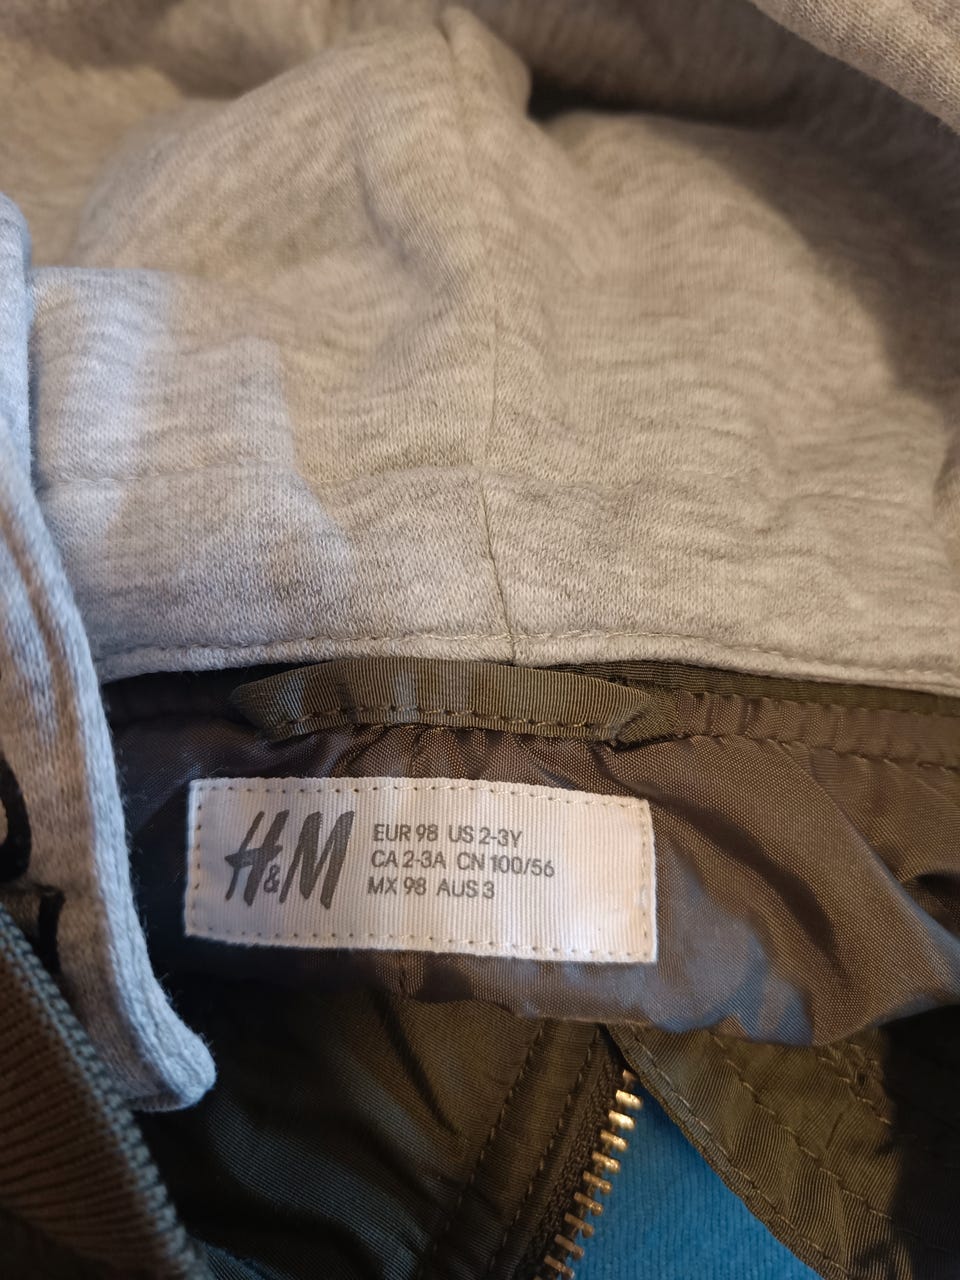 H&M
EUR 98 US 2-3Y
CA 2-3A CN 100/56
MX 98 AUS 3